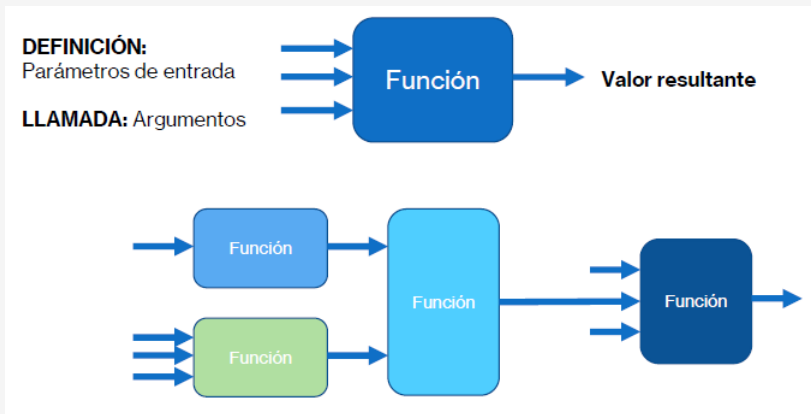 DEFINICIÓN:
Parámetros de entrada
LLAMADA: Argumentos
Función
Valor resultante
Función
Función
Función
Función